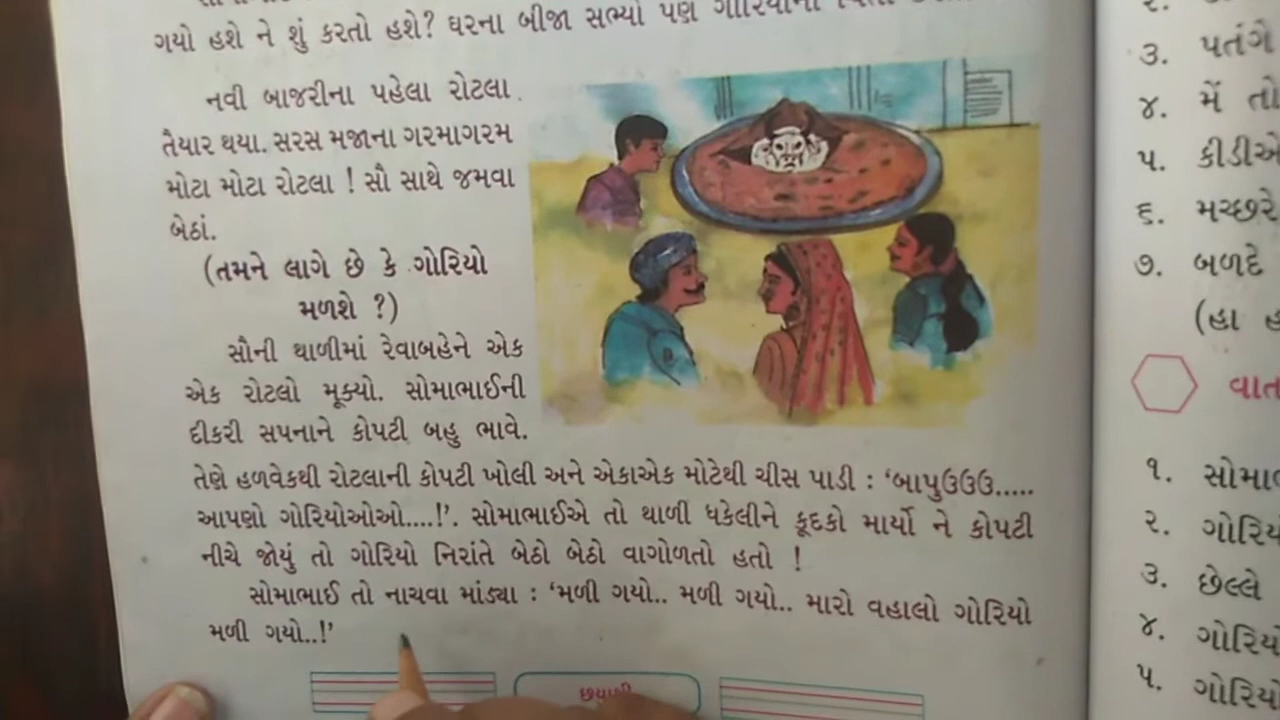 ગયો હશે ને શું કરતો હશે? ઘરના બીજા સભ્યો પણ
નવી બાજરીના પહેલા રોટલા
તૈયાર થયા. સરસ મજાના ગરમાગરમ
મોટા મોટા રોટલા ! સૌ સાથે જમવા
બેઠાં.
(તમને લાગે છે કે ગોરિયો
મળશે ?)
સૌની થાળીમાં રેવાબહેને એક
એક રોટલો મૂક્યો. સોમાભાઈની
દીકરી સપનાને કોપટી બહુ ભાવે.
તેણે હળવેકથી રોટલાની કોપટી ખોલી અને એકાએક મોટેથી ચીસ પાડી : ‘બાપુઉઉઉ.....
આપણો ગોરિયોઓઓ....!’. સોમાભાઈએ તો થાળી ધકેલીને કૂદકો માર્યો ને કોપટી
નીચે જોયું તો ગોરિયો નિરાંતે બેઠો બેઠો વાગોળતો હતો !
સોમાભાઈ તો નાચવા માંડ્યા : ‘મળી ગયો.. મળી ગયો.. મારો વહાલો ગોરિયો
મળી ગયો..!’
૩. પતંગે
૪. મેં તો
૫. કીડીએ
૬. મચ્છરે
૭. બળદે
(હા
૧.
૨.
૩. છેલ્લે
૪.
૫.